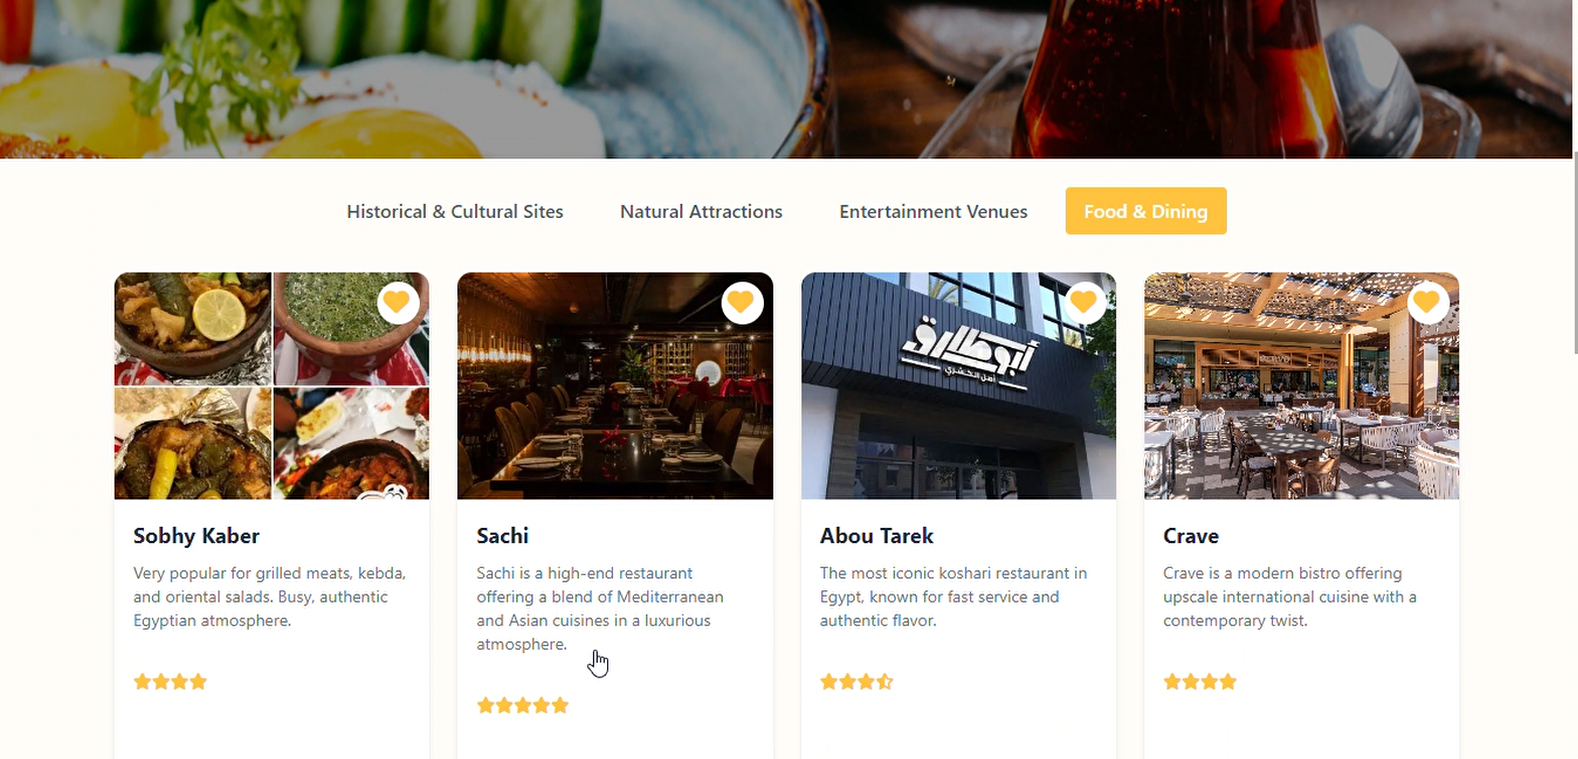 Historical & Cultural Sites
Natural Attractions
Entertainment Venues
Food & Dining
أبو طارق
أصل الكشري
CRAVE
Sobhy Kaber
Very popular for grilled meats, kebda,
and oriental salads. Busy, authentic
Egyptian atmosphere.
Sachi
Sachi is a high-end restaurant
offering a blend of Mediterranean
and Asian cuisines in a luxurious
atmosphere.
Abou Tarek
The most iconic koshari restaurant in
Egypt, known for fast service and
authentic flavor.
Crave
Crave is a modern bistro offering
upscale international cuisine with a
contemporary twist.